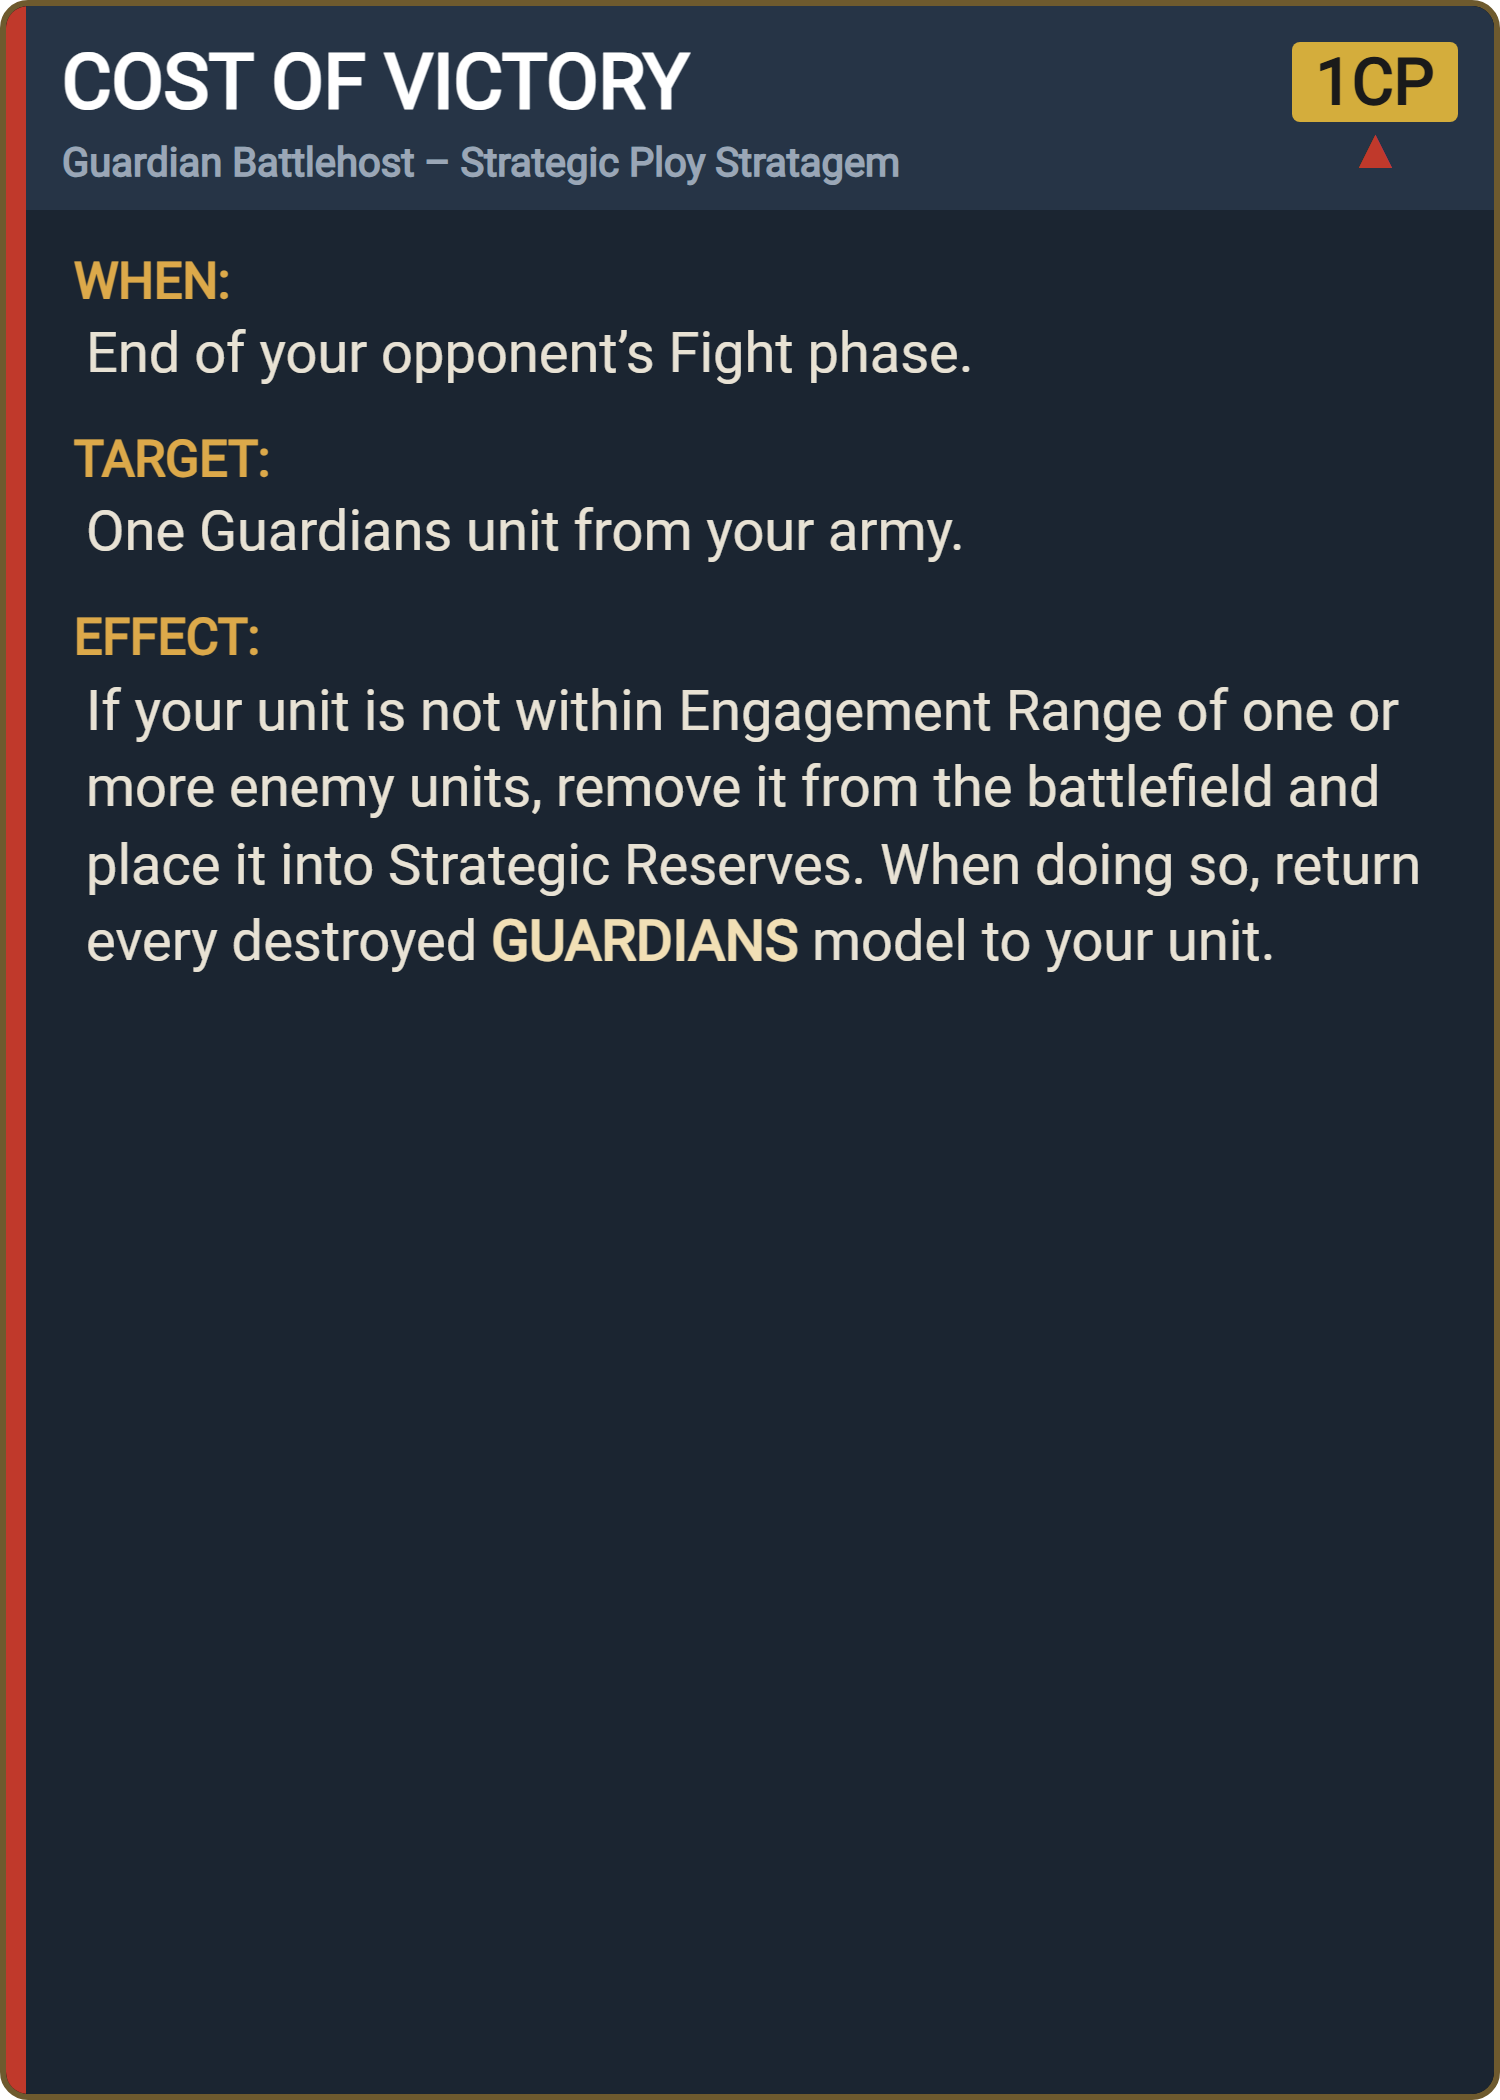 COST OF VICTORY
1CP
Guardian Battlehost – Strategic Ploy Stratagem
WHEN:
End of your opponent’s Fight phase.
TARGET:
One Guardians unit from your army.
EFFECT:
If your unit is not within Engagement Range of one or
more enemy units, remove it from the battlefield and
place it into Strategic Reserves. When doing so, return
every destroyed GUARDIANS model to your unit.